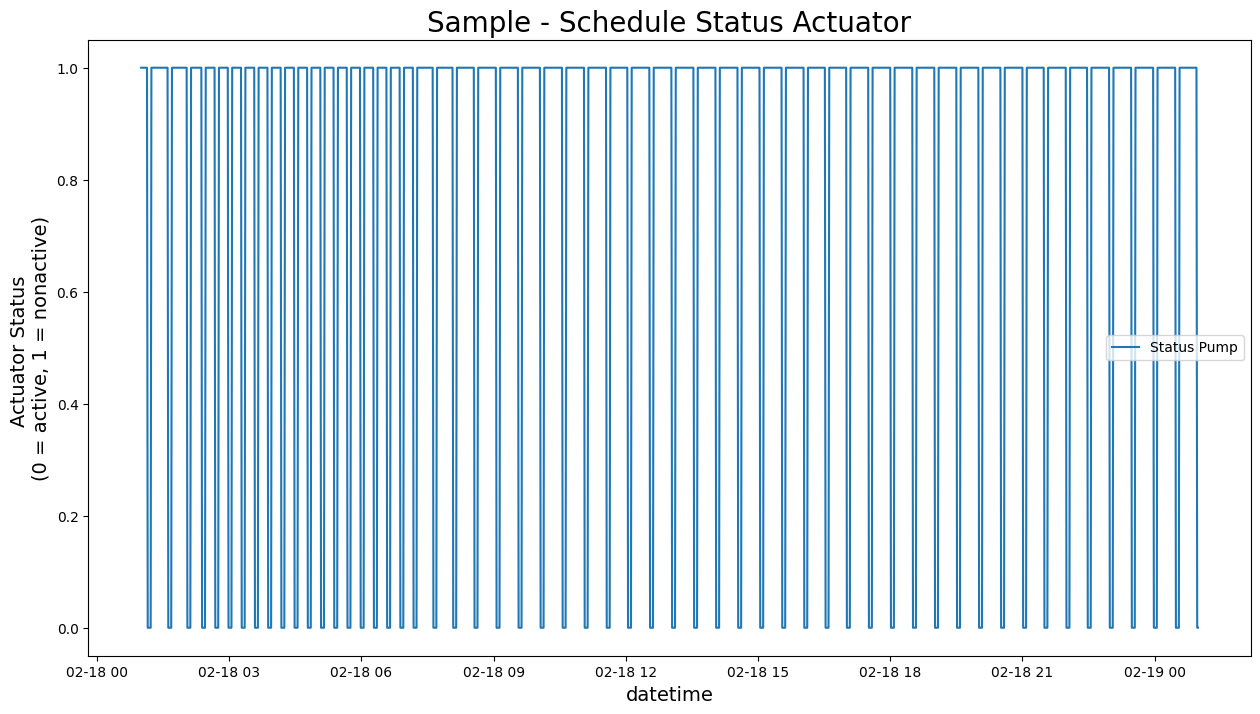 Sample - Schedule Status Actuator
Actuator Status
(0 = active, 1 = nonactive)
1.0
0.8
0.6
0.4
0.2
0.0
Status Pump
02-18 00 02-18 03 02-18 06 02-18 09 02-18 12 02-18 15 02-18 18 02-18 21 02-19 00
datetime